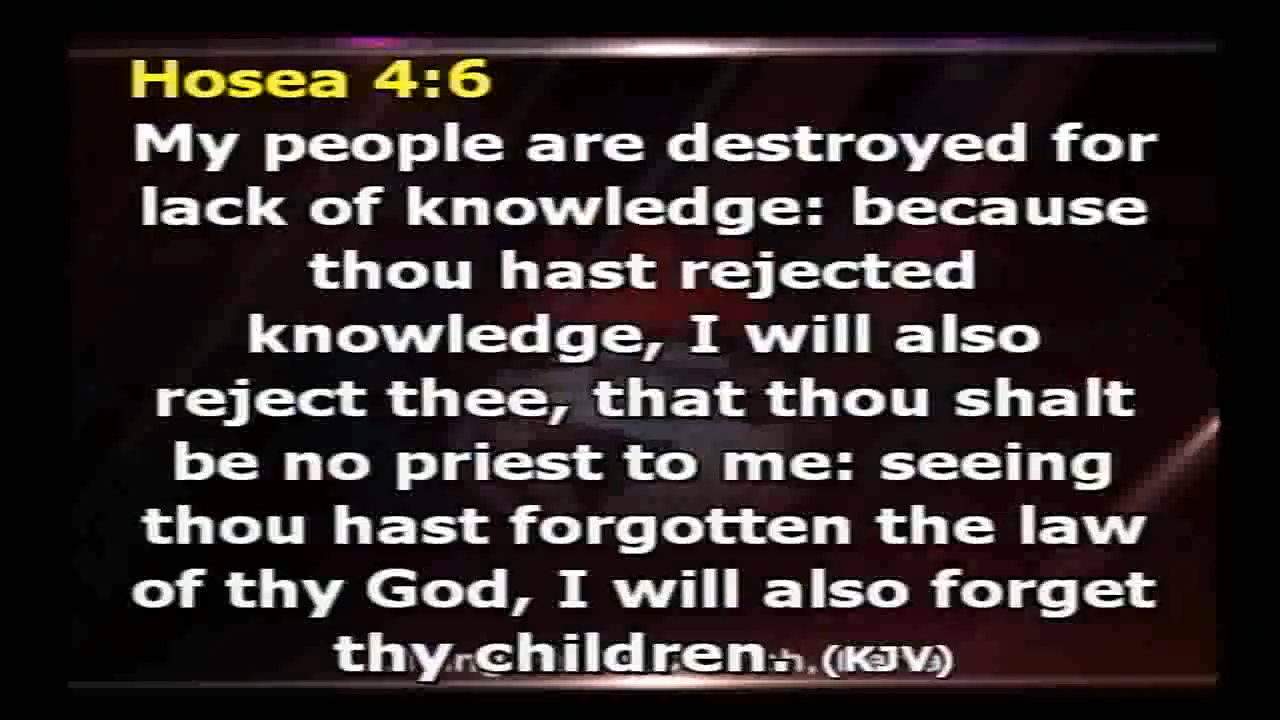 Hosea 4:6
My people are destroyed for
lack of knowledge: because
thou hast rejected
knowledge, I will also
reject thee, that thou shalt
be no priest to me: seeing
thou hast forgotten the law
of thy God, I will also forget
thy children. (KJV)